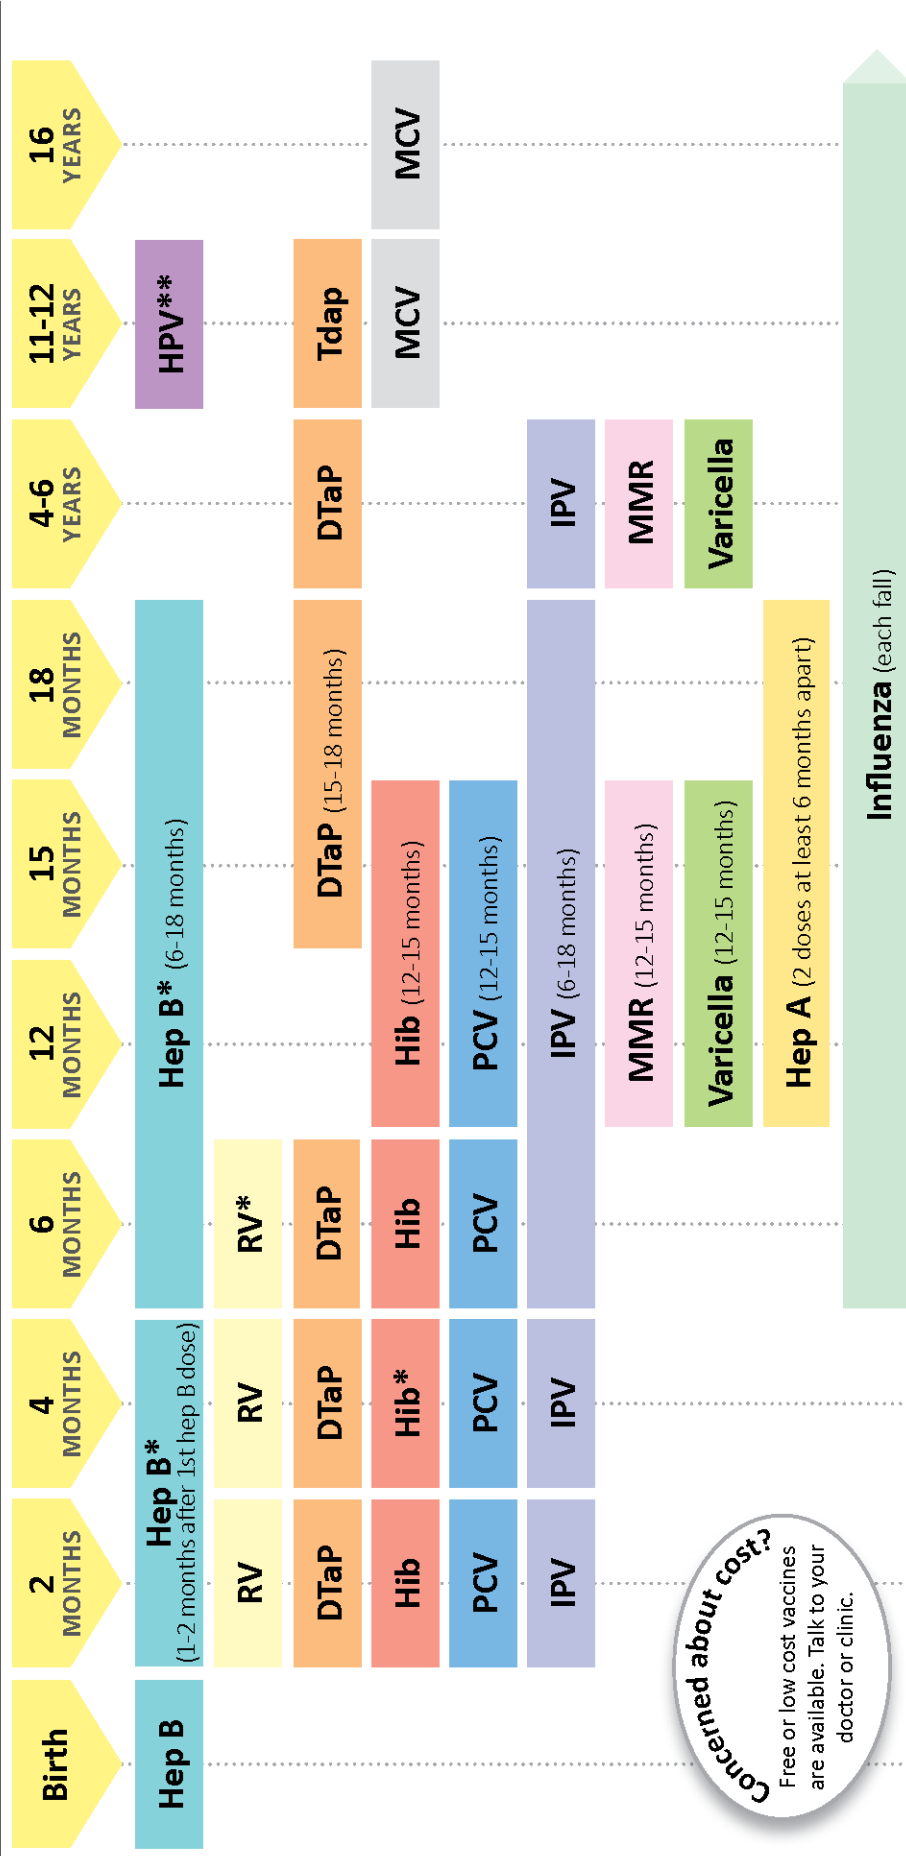 Birth
2
MONTHS
4
MONTHS
6
MONTHS
12
MONTHS
15
MONTHS
18
MONTHS
4-6
YEARS
11-12
YEARS
16
YEARS
Hep B
Hep B*
(1-2 months after 1st hep B dose)
Hep B* (6-18 months)
HPV**
RV
RV
RV*
DTaP
DTaP
DTaP
DTaP (15-18 months)
DTaP
Tdap
Hib
Hib*
Hib
Hib (12-15 months)
MCV
MCV
PCV
PCV
PCV
PCV (12-15 months)
IPV
IPV
IPV (6-18 months)
IPV
MMR (12-15 months)
MMR
Varicella (12-15 months)
Varicella
Hep A (2 doses at least 6 months apart)
Influenza (each fall)
Concerned about cost?
Free or low cost vaccines
are available. Talk to your
doctor or clinic.